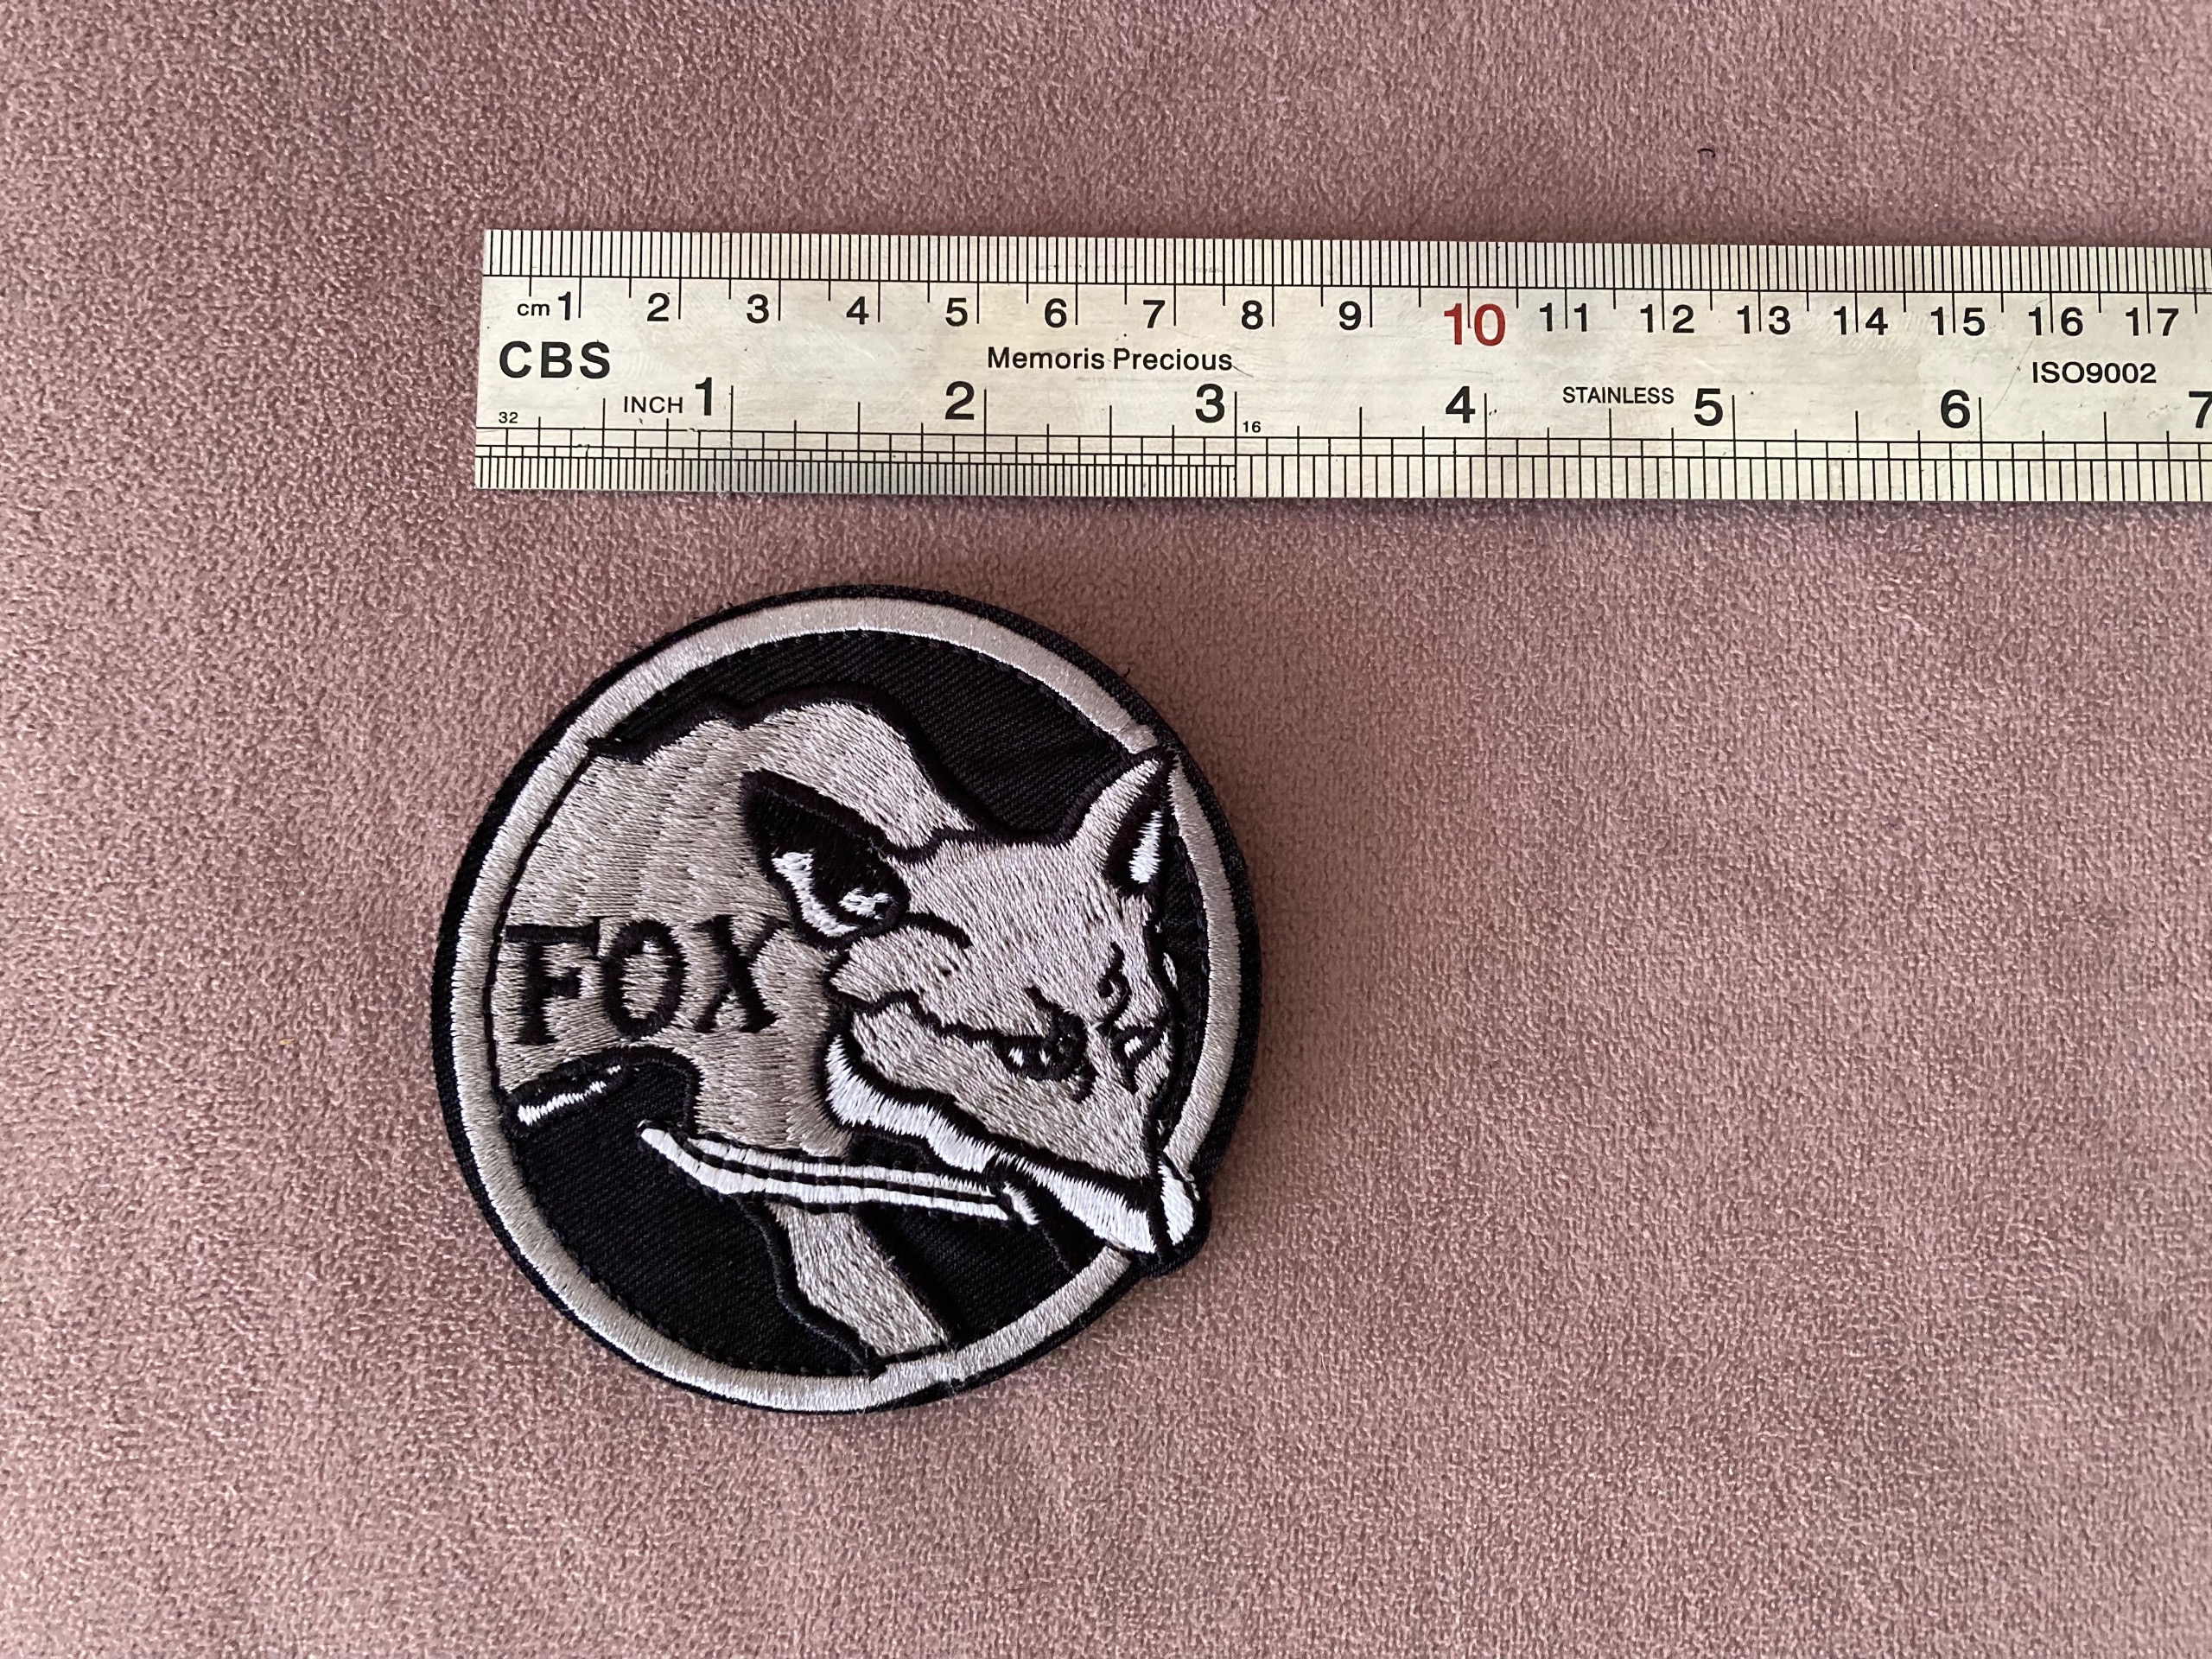 cm 1 2 3 4 5 6 7 8 9 10 11 12 13 14 15 16 17
CBS Memoris Precious ISO9002
INCH 1 2 3 4 STAINLESS 5 6 7
32 16
FOX